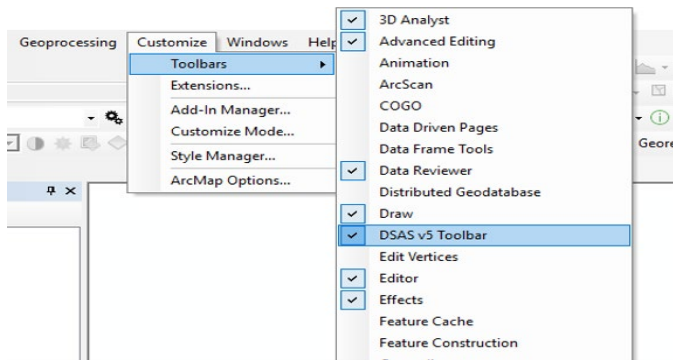 Geoprocessing Customize Windows Help
Toolbars
Extensions...
Add-In Manager...
Customize Mode...
Style Manager...
ArcMap Options...
3D Analyst
Advanced Editing
Animation
ArcScan
COGO
Data Driven Pages
Data Frame Tools
Data Reviewer
Distributed Geodatabase
Draw
DSAS v5 Toolbar
Edit Vertices
Editor
Effects
Feature Cache
Feature Construction
Geore